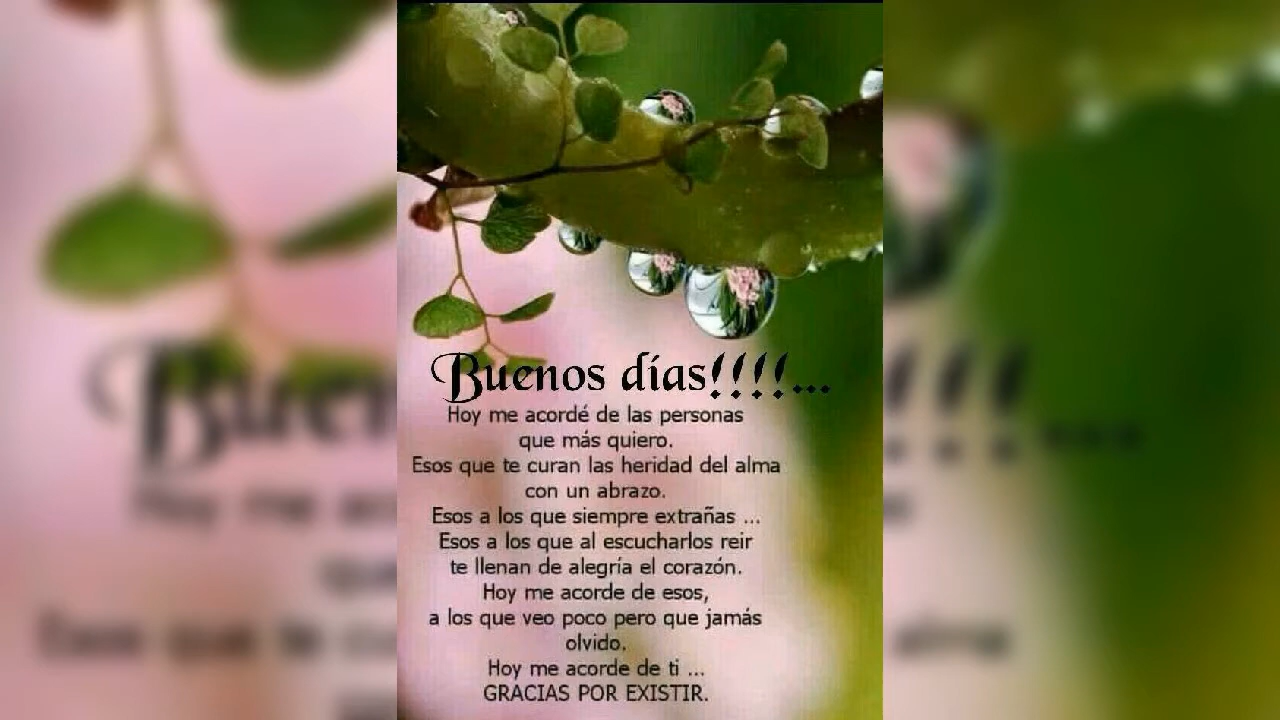 Buenos días!!!!...
Hoy me acordé de las personas
que más quiero.
Esos que te curan las heridad del alma
con un abrazo.
Esos a los que siempre extrañas ...
Esos a los que al escucharlos reir
te llenan de alegría el corazón.
Hoy me acorde de esos,
a los que veo poco pero que jamás
olvido.
Hoy me acorde de ti ...
GRACIAS POR EXISTIR.